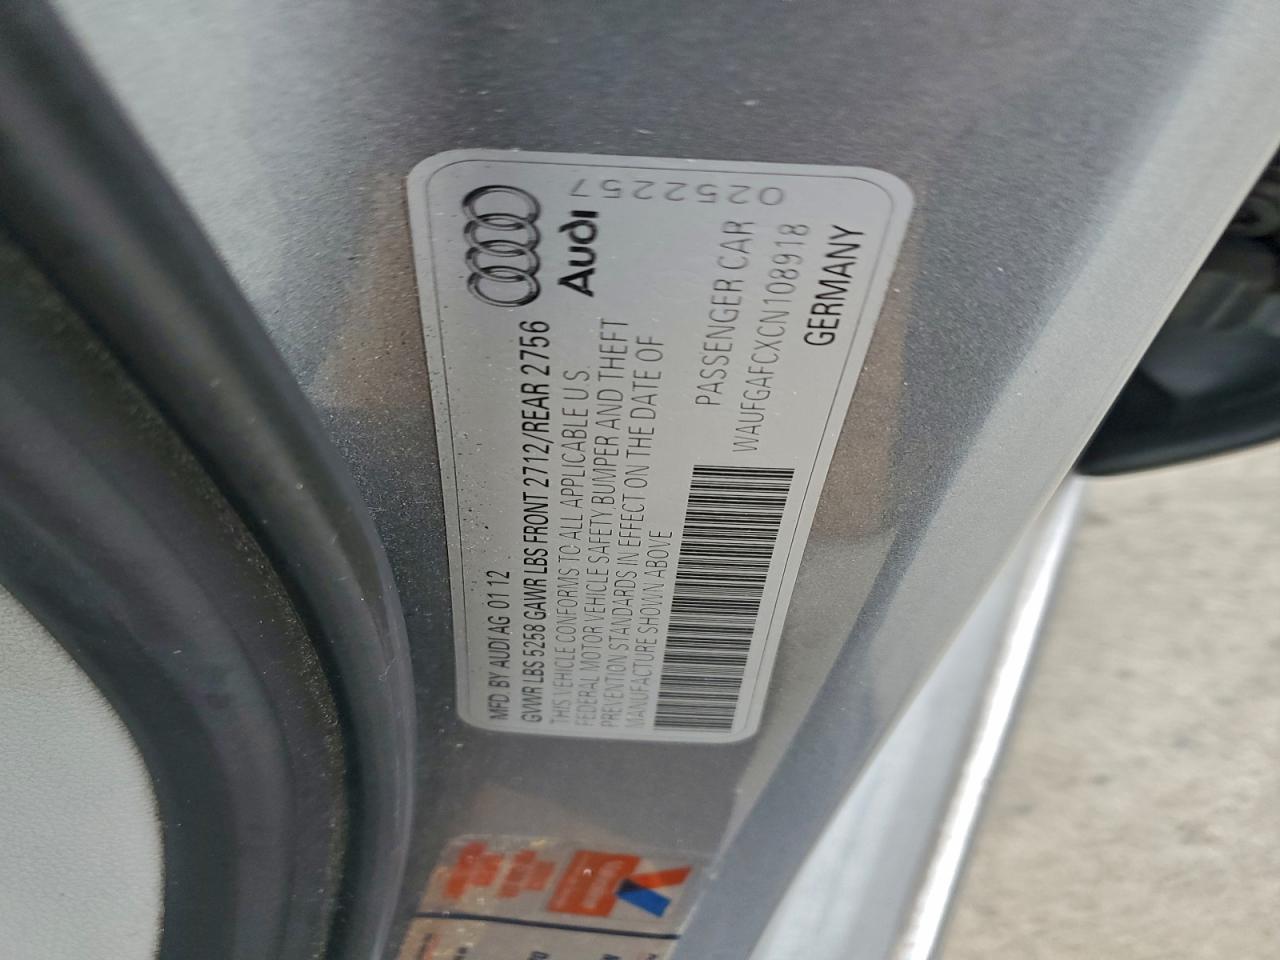 MFD BY AUDI AG 01 12
GVWR LBS 5258 GAWR LBS FRONT 2712/REAR 2756
THIS VEHICLE CONFORMS TO ALL APPLICABLE U.S.
FEDERAL MOTOR VEHICLE SAFETY BUMPER AND THEFT
PREVENTION STANDARDS IN EFFECT ON THE DATE OF
MANUFACTURE SHOWN ABOVE
Audi
PASSENGER CAR
WAUFGAFCXCN108918
GERMANY
0252257